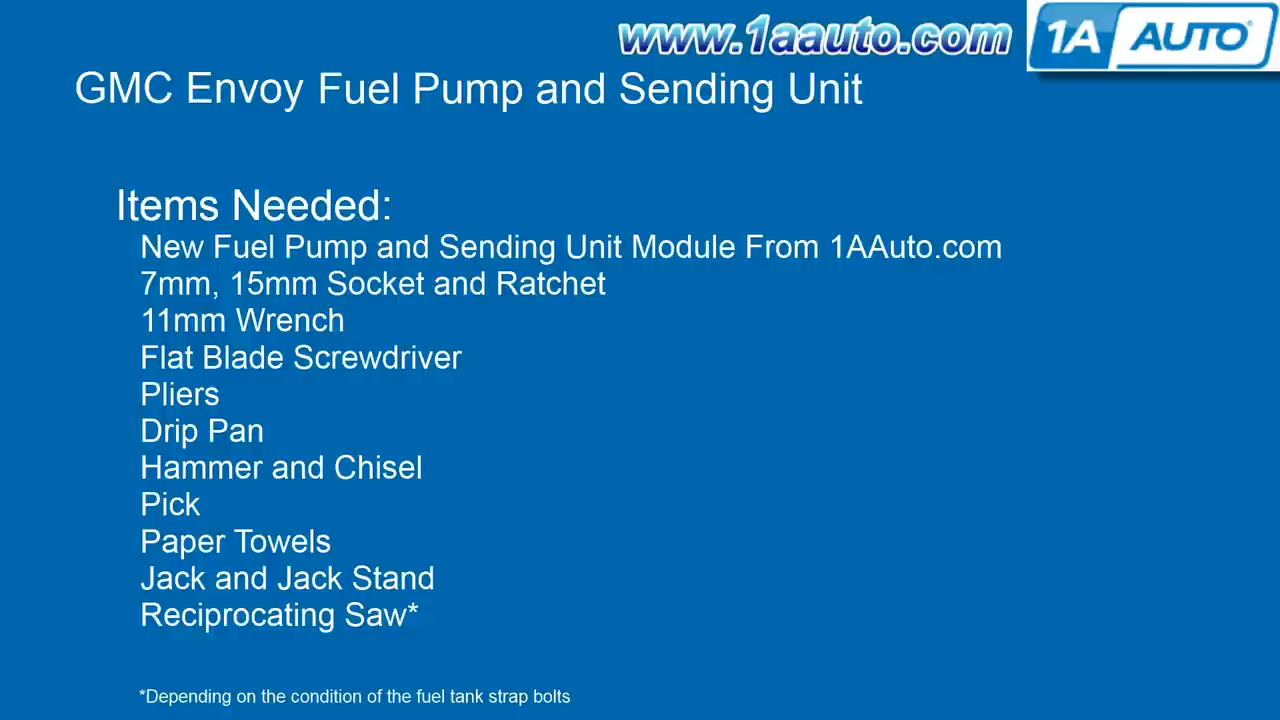 www.1aauto.com
1A AUTO
GMC Envoy Fuel Pump and Sending Unit
Items Needed:
New Fuel Pump and Sending Unit Module From 1AAuto.com
7mm, 15mm Socket and Ratchet
11mm Wrench
Flat Blade Screwdriver
Pliers
Drip Pan
Hammer and Chisel
Pick
Paper Towels
Jack and Jack Stand
Reciprocating Saw*
*Depending on the condition of the fuel tank strap bolts